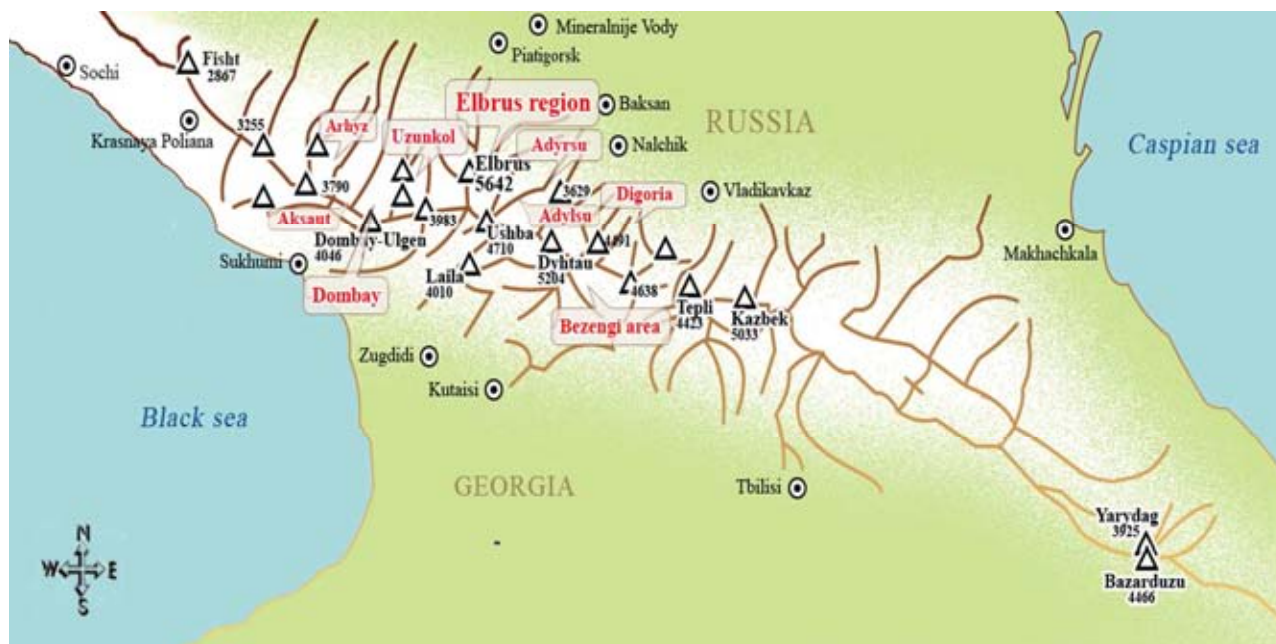 Mineralnije Vody
Piatigorsk
Fisht
2867
Sochi
Elbrus region
Baksan
RUSSIA
Caspian sea
Krasnaya Poliana
3255
Arhyz
Uzunkol
Adyrsu
Nalchik
Elbrus
5642
3790
3629
Digoria
Vladikavkaz
Aksaut
3983
Adylsu
Ushba
4710
4491
Dombay-Ulgen
4046
Makhachkala
Sukhumi
Laila
4010
Dyhtau
5204
4638
Dombay
Tepli
4423
Kazbek
5033
Bezengi area
Zugdidi
Kutaisi
Black sea
GEORGIA
Tbilisi
Yarydag
3925
Bazarduzu
4466
N
W E
S